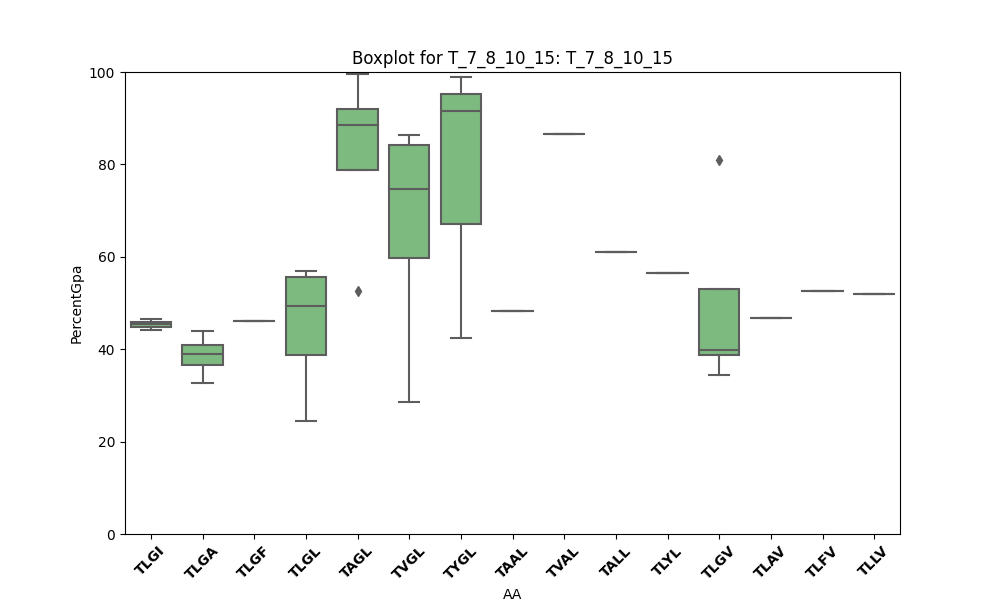 Boxplot for T_7_8_10_15: T_7_8_10_15
100
80
60
40
20
0
PercentGpa
TLGI TLGA TLGF TLGL TAGL TVGL TYGL TAAL TVAL TALL TLYL TLGV TLAV TLFV TLLV
AA